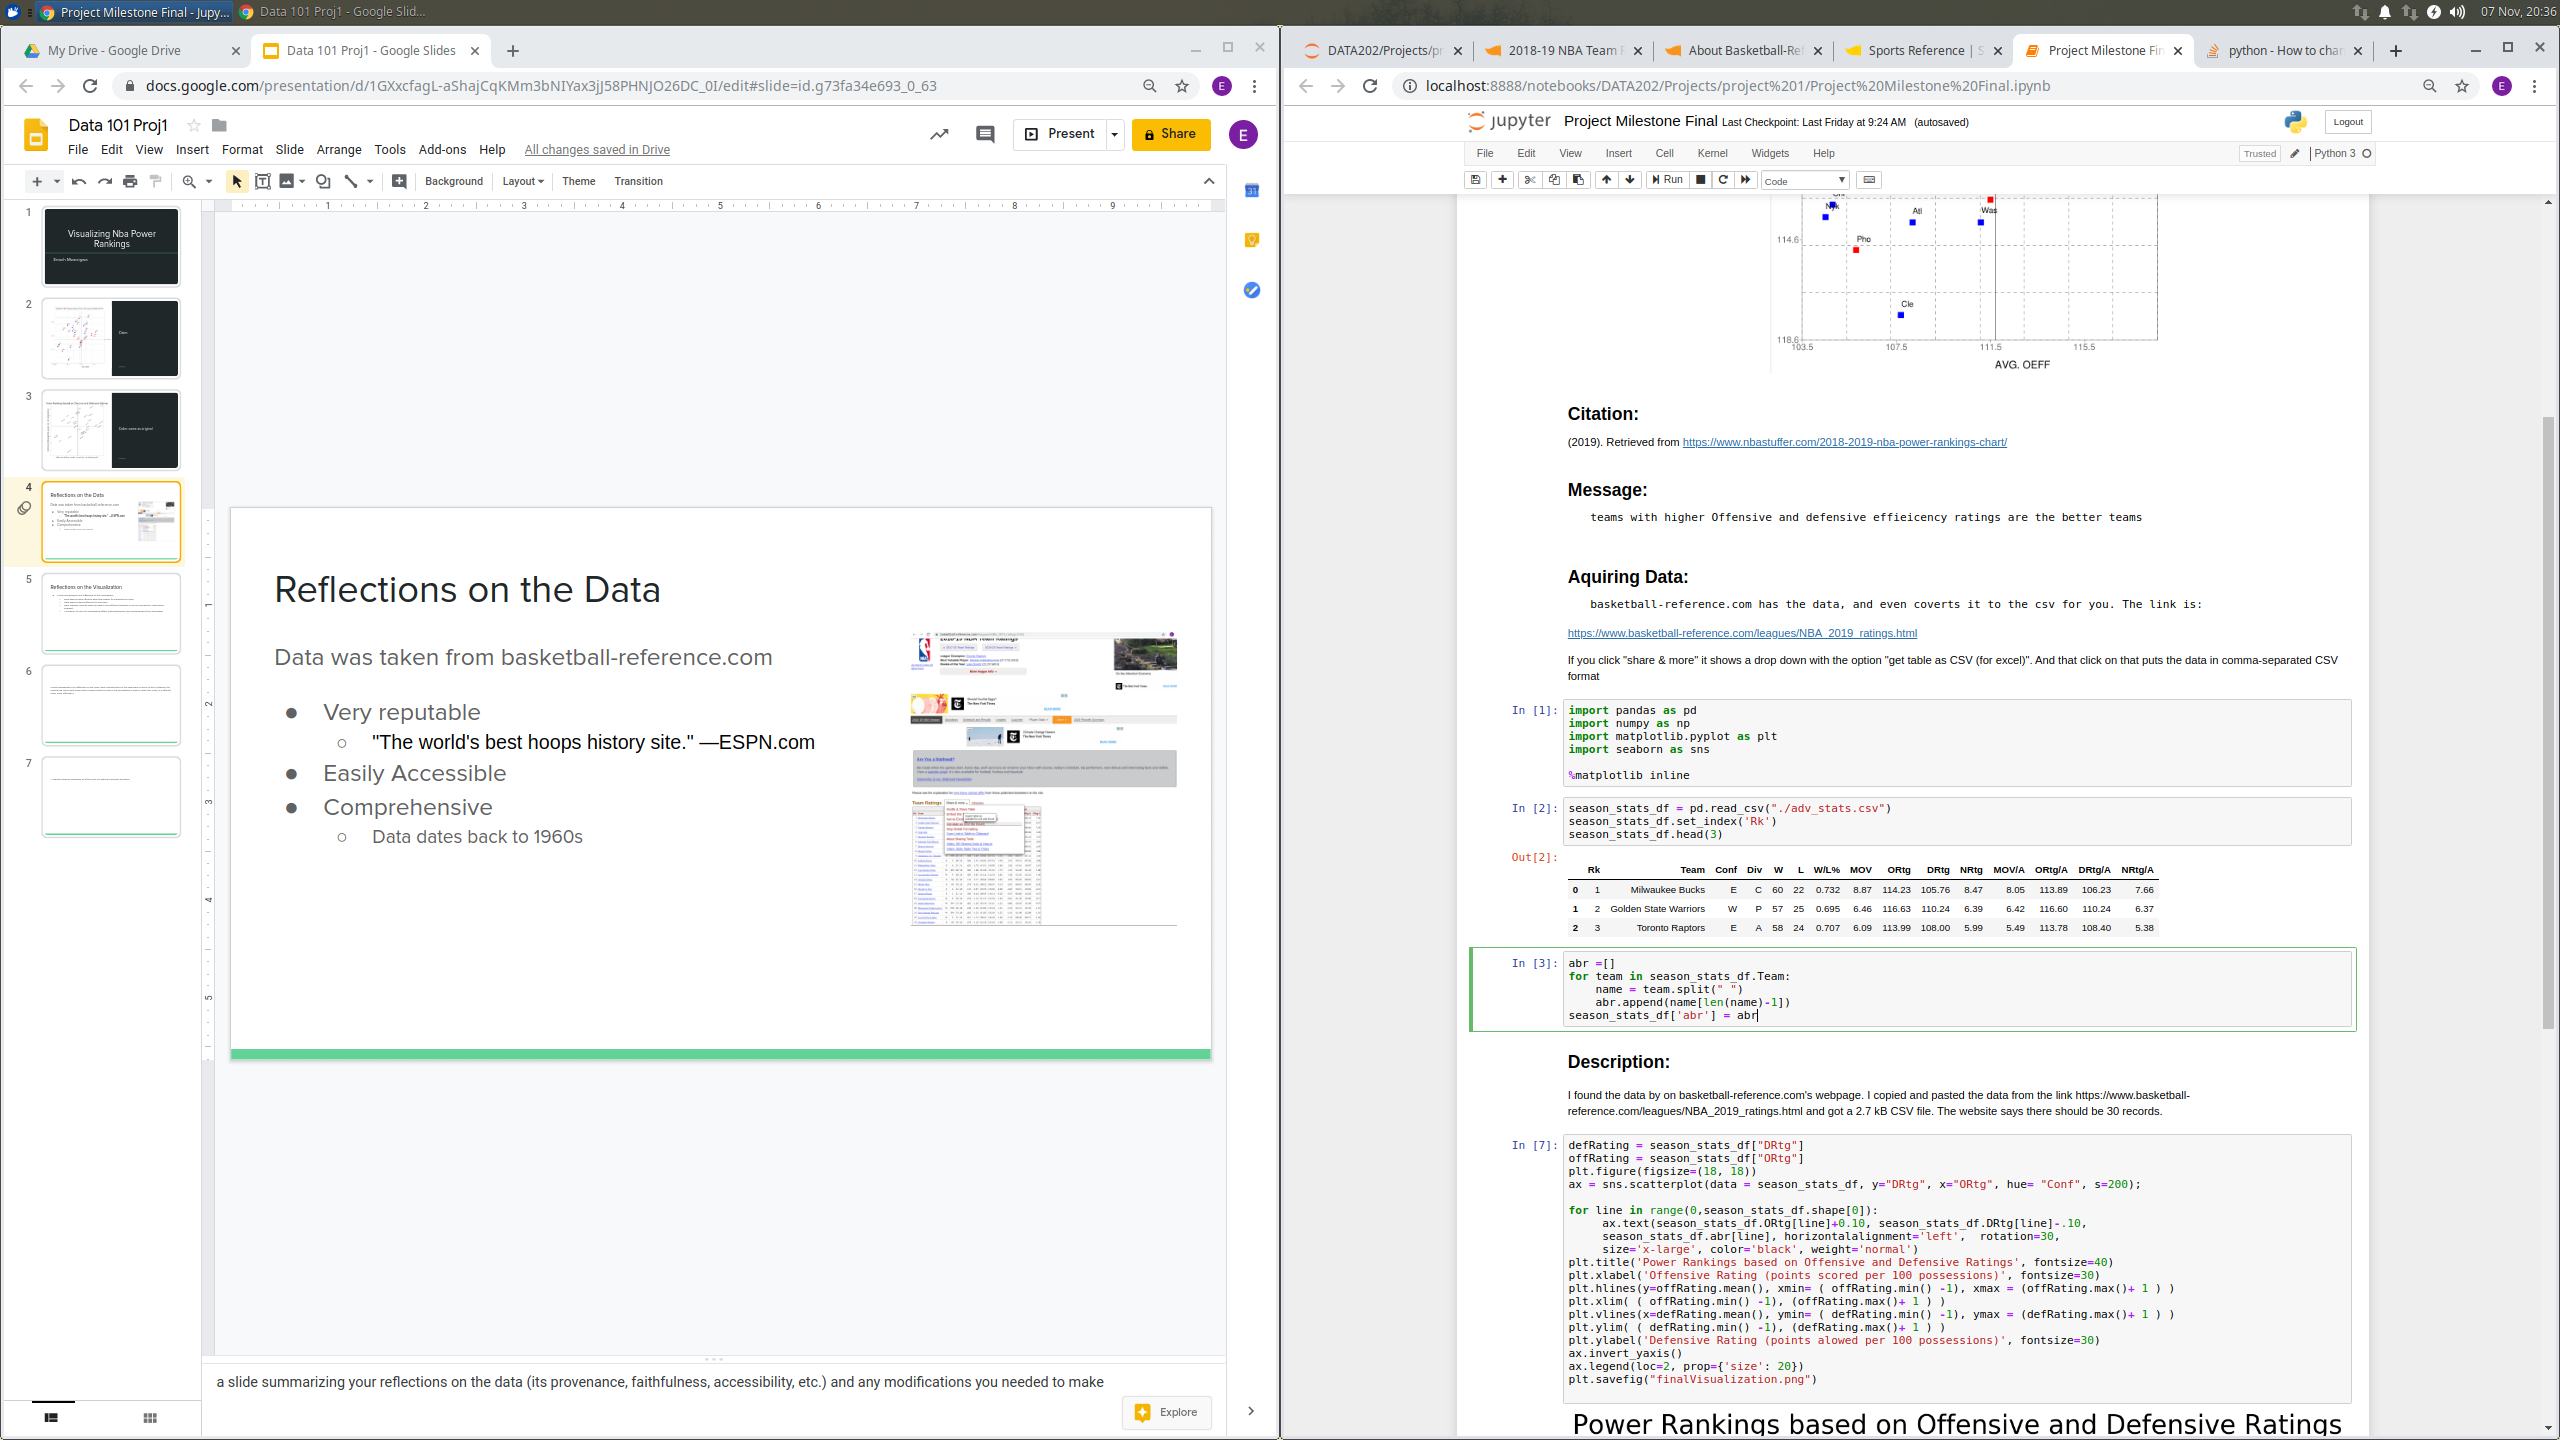 Project Milestone Final - Jupy...
Data 101 Proj1 - Google Slid...
07 Nov, 20:36
My Drive - Google Drive
Data 101 Proj1 - Google Slides
docs.google.com/presentation/d/1GXxcfagL-aShajCqKMm3bNIYax3jJ58PHNJO26DC_0I/edit#slide=id.g73fa34e693_0_63
E
Data 101 Proj1
File Edit View Insert Format Slide Arrange Tools Add-ons Help All changes saved in Drive
Present
Share
E
Background Layout Theme Transition
31
1 2 3 4 5 6 7 8 9
1
Visualizing Nba Power
Rankings
2
3
4
Reflections on the Data
5
Reflections on the Visualization
6
7
1
2
3
4
5
Reflections on the Data
Data was taken from basketball-reference.com
● Very reputable
○ "The world's best hoops history site." —ESPN.com
● Easily Accessible
● Comprehensive
○ Data dates back to 1960s
Team Ratings
a slide summarizing your reflections on the data (its provenance, faithfulness, accessibility, etc.) and any modifications you needed to make
Explore
DATA202/Projects/pr
2018-19 NBA Team R
About Basketball-Ref
Sports Reference | S
Project Milestone Fin
python - How to chan
localhost:8888/notebooks/DATA202/Projects/project%201/Project%20Milestone%20Final.ipynb
E
jupyter Project Milestone Final Last Checkpoint: Last Friday at 9:24 AM (autosaved)
Logout
File Edit View Insert Cell Kernel Widgets Help
Trusted
Python 3
Run
Code
Nyk
Atl
Was
114.6
Pho
Cle
118.6
103.5 107.5 111.5 115.5
AVG. OEFF
Citation:
(2019). Retrieved from https://www.nbastuffer.com/2018-2019-nba-power-rankings-chart/
Message:
teams with higher Offensive and defensive effieicency ratings are the better teams
Aquiring Data:
basketball-reference.com has the data, and even coverts it to the csv for you. The link is:
https://www.basketball-reference.com/leagues/NBA_2019_ratings.html
If you click "share & more" it shows a drop down with the option "get table as CSV (for excel)". And that click on that puts the data in comma-separated CSV
format
In [1]:
import pandas as pd
import numpy as np
import matplotlib.pyplot as plt
import seaborn as sns
%matplotlib inline
In [2]:
season_stats_df = pd.read_csv("./adv_stats.csv")
season_stats_df.set_index('Rk')
season_stats_df.head(3)
Out[2]:
Rk Team Conf Div W L W/L% MOV ORtg DRtg NRtg MOV/A ORtg/A DRtg/A NRtg/A
0 1 Milwaukee Bucks E C 60 22 0.732 8.87 114.23 105.76 8.47 8.05 113.89 106.23 7.66
1 2 Golden State Warriors W P 57 25 0.695 6.46 116.63 110.24 6.39 6.42 116.60 110.24 6.37
2 3 Toronto Raptors E A 58 24 0.707 6.09 113.99 108.00 5.99 5.49 113.78 108.40 5.38
In [3]:
abr =[]
for team in season_stats_df.Team:
name = team.split(" ")
abr.append(name[len(name)-1])
season_stats_df['abr'] = abr
Description:
I found the data by on basketball-reference.com's webpage. I copied and pasted the data from the link https://www.basketball-
reference.com/leagues/NBA_2019_ratings.html and got a 2.7 kB CSV file. The website says there should be 30 records.
In [7]:
defRating = season_stats_df["DRtg"]
offRating = season_stats_df["ORtg"]
plt.figure(figsize=(18, 18))
ax = sns.scatterplot(data = season_stats_df, y="DRtg", x="ORtg", hue= "Conf", s=200);
for line in range(0,season_stats_df.shape[0]):
ax.text(season_stats_df.ORtg[line]+0.10, season_stats_df.DRtg[line]-.10,
season_stats_df.abr[line], horizontalalignment='left', rotation=30,
size='x-large', color='black', weight='normal')
plt.title('Power Rankings based on Offensive and Defensive Ratings', fontsize=40)
plt.xlabel('Offensive Rating (points scored per 100 possessions)', fontsize=30)
plt.hlines(y=offRating.mean(), xmin= ( offRating.min() -1), xmax = (offRating.max()+ 1 ) )
plt.xlim( ( offRating.min() -1), (offRating.max()+ 1 ) )
plt.vlines(x=defRating.mean(), ymin= ( defRating.min() -1), ymax = (defRating.max()+ 1 ) )
plt.ylim( ( defRating.min() -1), (defRating.max()+ 1 ) )
plt.ylabel('Defensive Rating (points alowed per 100 possessions)', fontsize=30)
ax.invert_yaxis()
ax.legend(loc=2, prop={'size': 20})
plt.savefig("finalVisualization.png")
Power Rankings based on Offensive and Defensive Ratings